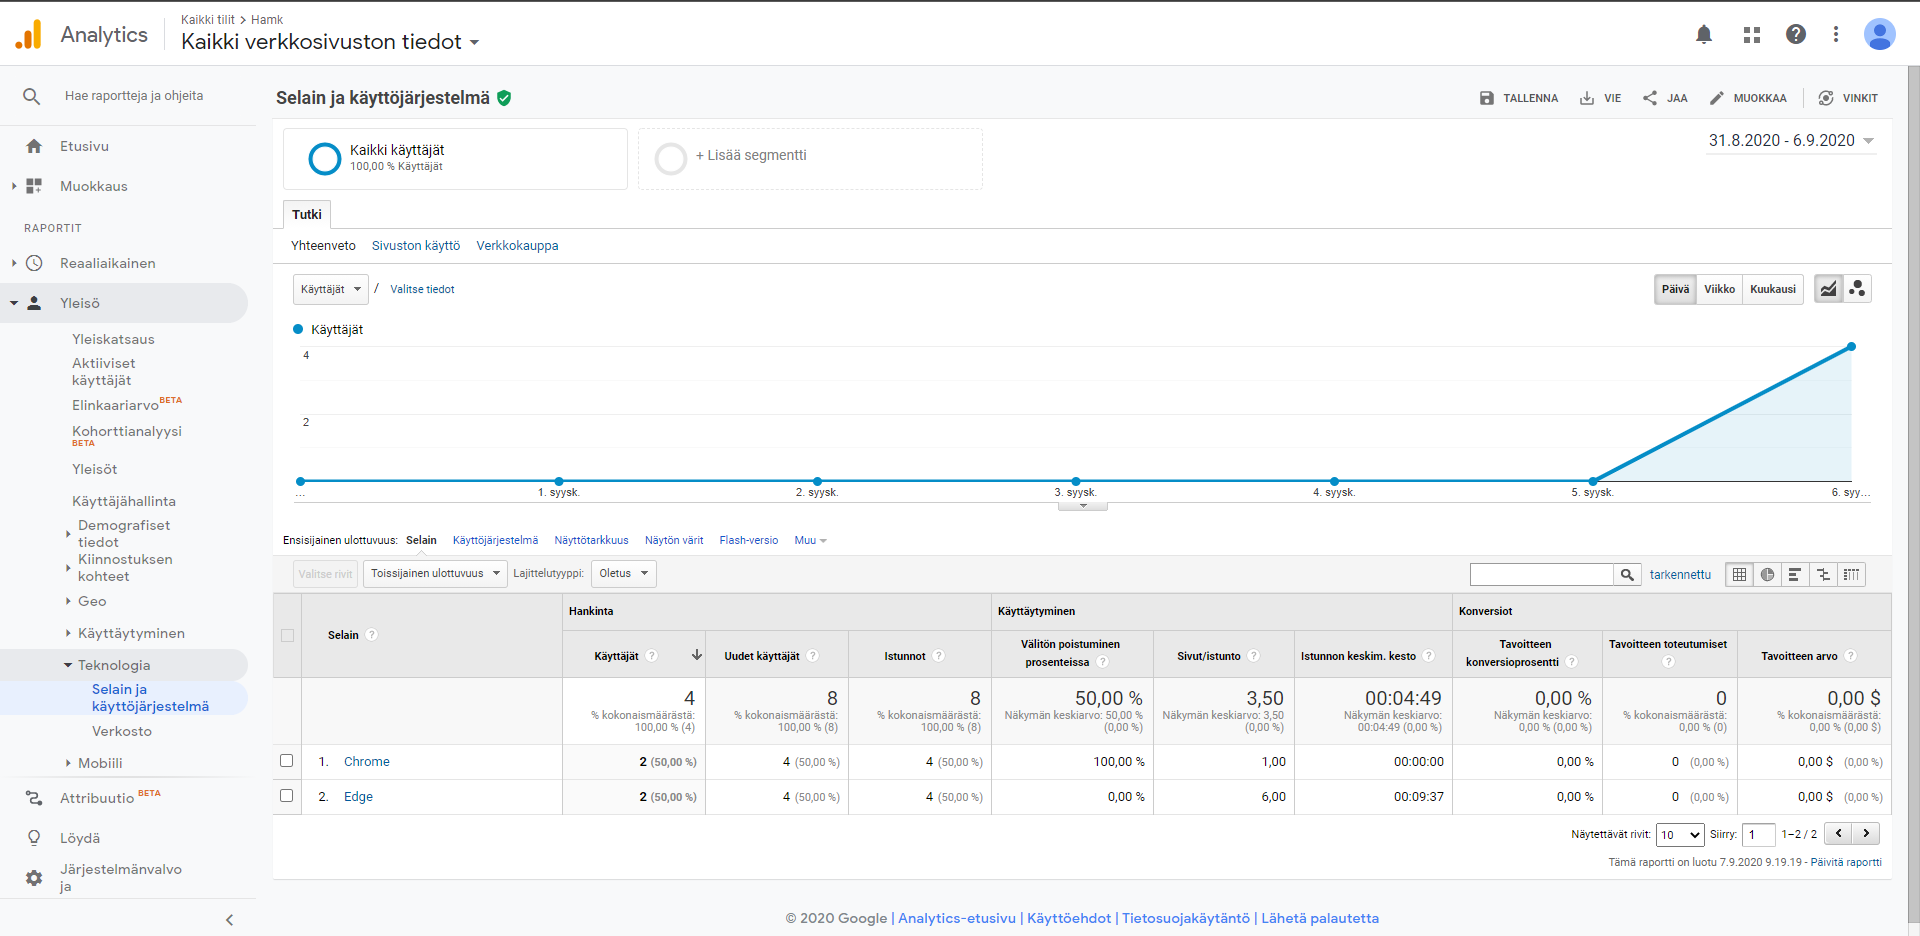 Analytics
Kaikki tilit > Hamk
Kaikki verkkosivuston tiedot
Hae raportteja ja ohjeita
Etusivu
Muokkaus
RAPORTIT
Reaaliaikainen
Yleisö
Yleiskatsaus
Aktiiviset
käyttäjät
Elinkaariarvo BETA
Kohorttianalyysi
BETA
Yleisöt
Käyttäjähallinta
Demografiset
tiedot
Kiinnostuksen
kohteet
Geo
Käyttäytyminen
Teknologia
Selain ja
käyttöjärjestelmä
Verkosto
Mobiili
Attribuutio BETA
Löydä
Järjestelmänvalvo
ja
Selain ja käyttöjärjestelmä
TALLENNA VIE JAA MUOKKAA VINKIT
Kaikki käyttäjät
100,00 % Käyttäjät
+ Lisää segmentti
31.8.2020 - 6.9.2020
Tutki
Yhteenveto Sivuston käyttö Verkkokauppa
Käyttäjät / Valitse tiedot
Päivä Viikko Kuukausi
Käyttäjät
4
2
... 1. syysk. 2. syysk. 3. syysk. 4. syysk. 5. syysk. 6. syy...
Ensisijainen ulottuvuus: Selain Käyttöjärjestelmä Näyttötarkkuus Näytön värit Flash-versio Muu
Valitse rivit Toissijainen ulottuvuus Lajittelutyyppi: Oletus tarkennettu
Selain ? Hankinta Käyttäytyminen Konversiot
Käyttäjät ? Uudet käyttäjät ? Istunnot ? Välitön poistuminen prosenteissa ? Sivut/istunto ? Istunnon keskim. kesto ? Tavoitteen konversioprosentti ? Tavoitteen toteutumiset ? Tavoitteen arvo ?
4 8 8 50,00 % 3,50 00:04:49 0,00 % 0 0,00 $
% kokonaismäärästä: % kokonaismäärästä: % kokonaismäärästä: Näkymän keskiarvo: 50,00 % Näkymän keskiarvo: 3,50 Näkymän keskiarvo: Näkymän keskiarvo: % kokonaismäärästä: % kokonaismäärästä:
100,00 % (4) 100,00 % (8) 100,00 % (8) (0,00 %) (0,00 %) 00:04:49 (0,00 %) 0,00 % (0,00 %) 0,00 % (0) 0,00 % (0,00 $)
1. Chrome 2 (50,00 %) 4 (50,00 %) 4 (50,00 %) 100,00 % 1,00 00:00:00 0,00 % 0 (0,00 %) 0,00 $ (0,00 %)
2. Edge 2 (50,00 %) 4 (50,00 %) 4 (50,00 %) 0,00 % 6,00 00:09:37 0,00 % 0 (0,00 %) 0,00 $ (0,00 %)
Näytettävät rivit: 10 Siirry: 1 1–2 / 2
Tämä raportti on luotu 7.9.2020 9.19.19 - Päivitä raportti
© 2020 Google | Analytics-etusivu | Käyttöehdot | Tietosuojakäytäntö | Lähetä palautetta